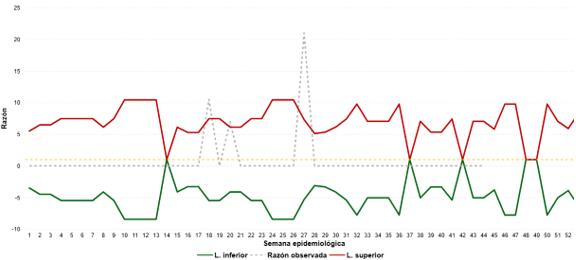 25
20
15
10
5
0
-5
-10
Razón
1 2 3 4 5 6 7 8 9 10 11 12 13 14 15 16 17 18 19 20 21 22 23 24 25 26 27 28 29 30 31 32 33 34 35 36 37 38 39 40 41 42 43 44 45 46 47 48 49 50 51 52
Semana epidemiológica
L. inferior Razón observada L. superior